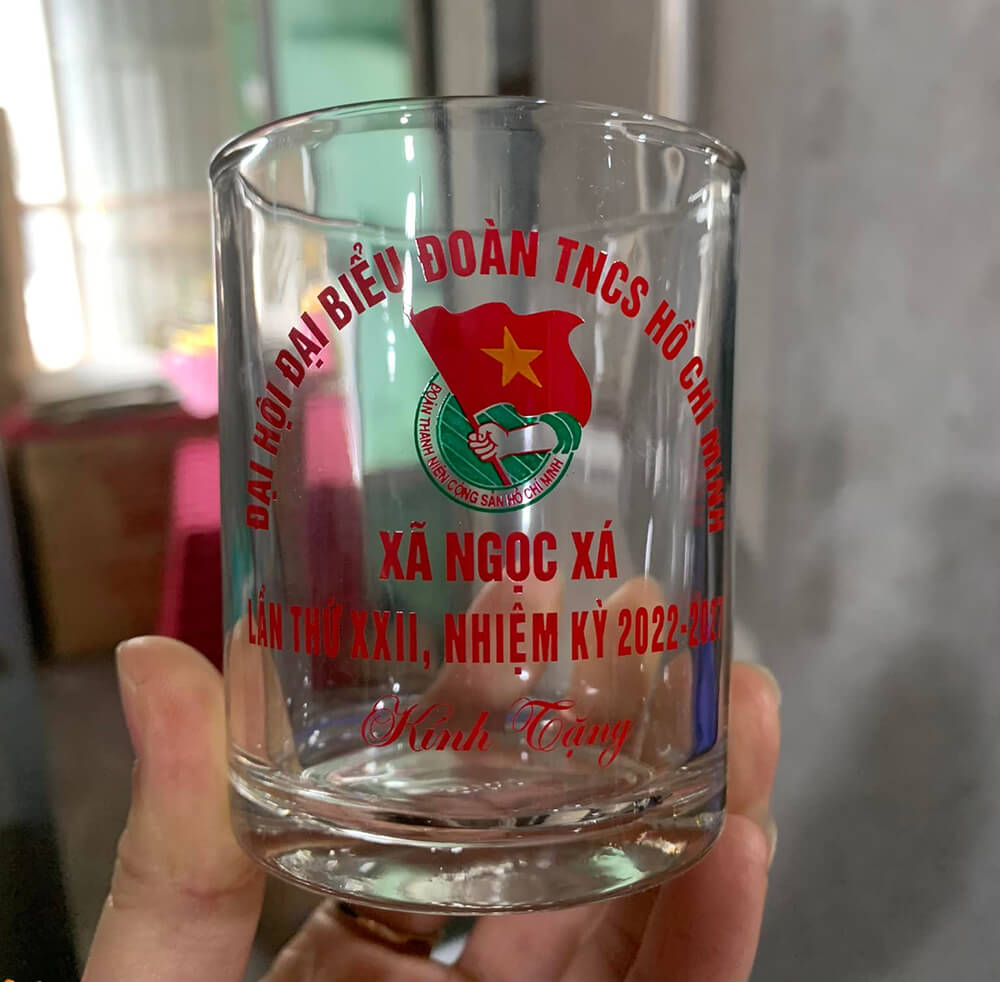 ĐẠI HỘI ĐẠI BIỂU ĐOÀN TNCS HỒ CHÍ MINH
ĐOÀN THANH NIÊN CỘNG SẢN HỒ CHÍ MINH
XÃ NGỌC XÁ
LẦN THỨ XXII, NHIỆM KỲ 2022-2027
Kính Tặng